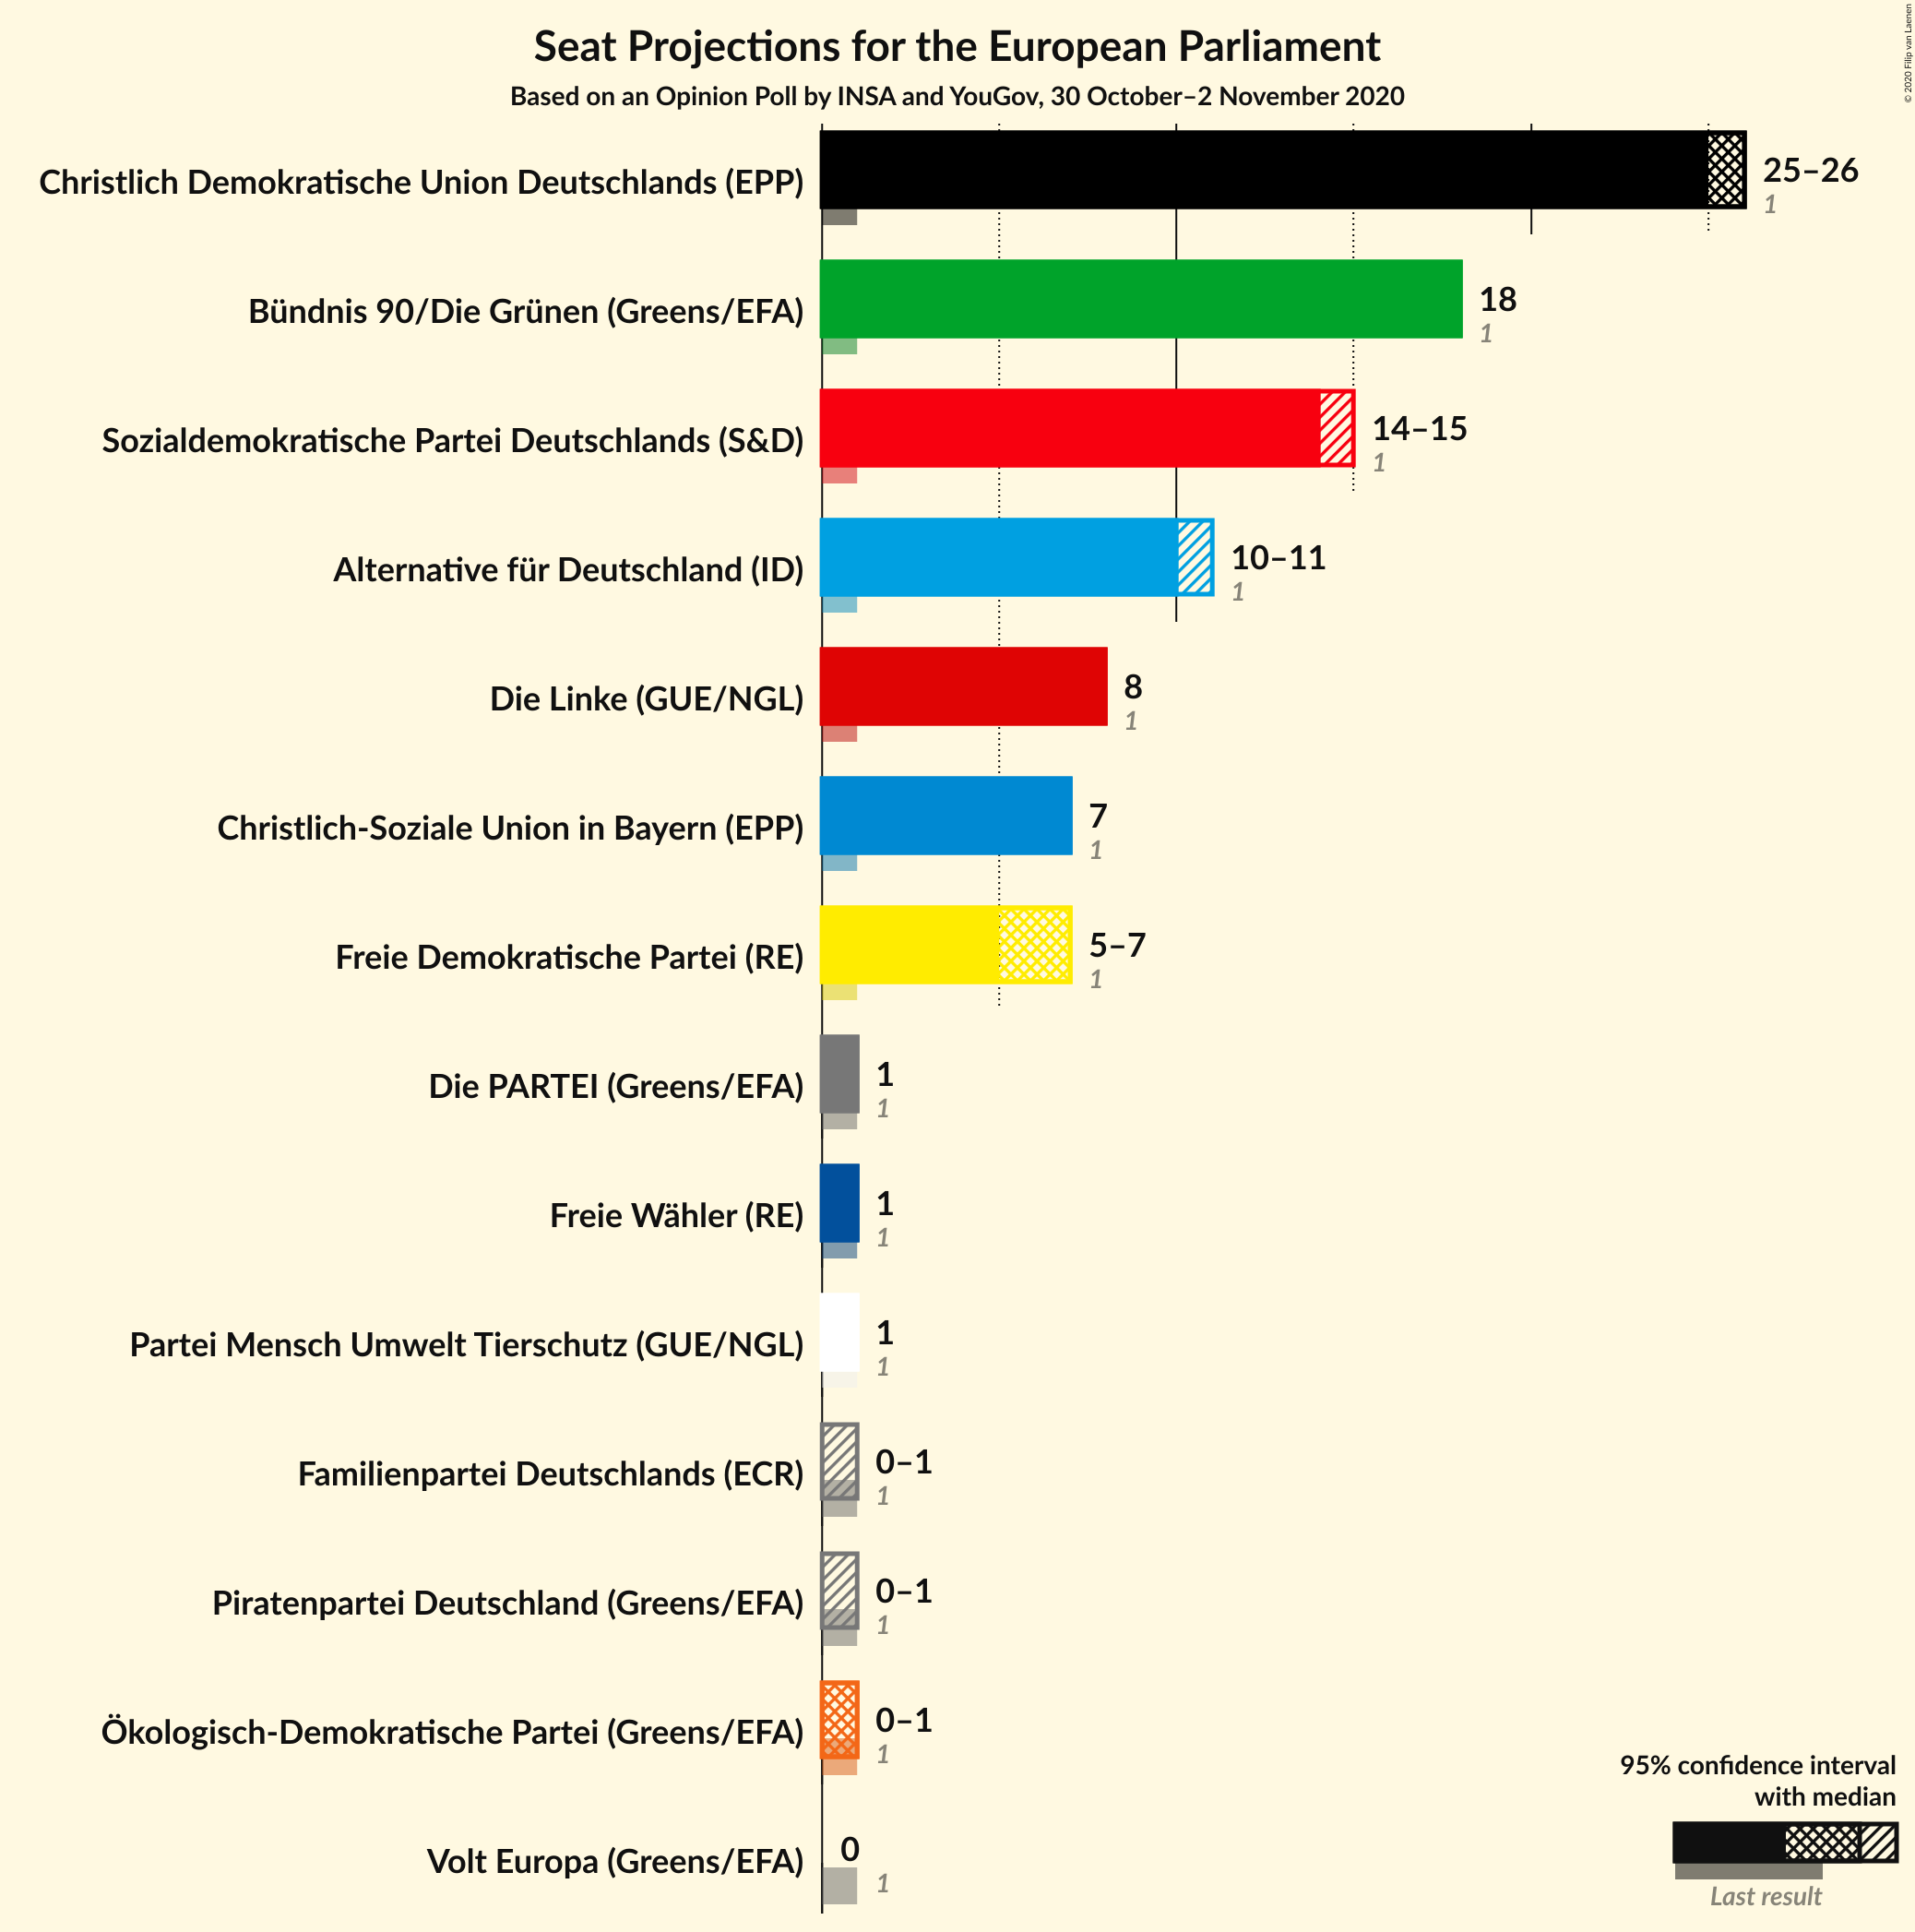 Seat Projections for the European Parliament
Based on an Opinion Poll by INSA and YouGov, 30 October–2 November 2020
© 2020 Filip van Laenen
Christlich Demokratische Union Deutschlands (EPP)
25–26
1
Bündnis 90/Die Grünen (Greens/EFA)
18
1
Sozialdemokratische Partei Deutschlands (S&D)
14–15
1
Alternative für Deutschland (ID)
10–11
1
Die Linke (GUE/NGL)
8
1
Christlich-Soziale Union in Bayern (EPP)
7
1
Freie Demokratische Partei (RE)
5–7
1
Die PARTEI (Greens/EFA)
1
1
Freie Wähler (RE)
1
1
Partei Mensch Umwelt Tierschutz (GUE/NGL)
1
1
Familienpartei Deutschlands (ECR)
0–1
1
Piratenpartei Deutschland (Greens/EFA)
0–1
1
Ökologisch-Demokratische Partei (Greens/EFA)
0–1
1
Volt Europa (Greens/EFA)
0
1
95% confidence interval
with median
Last result